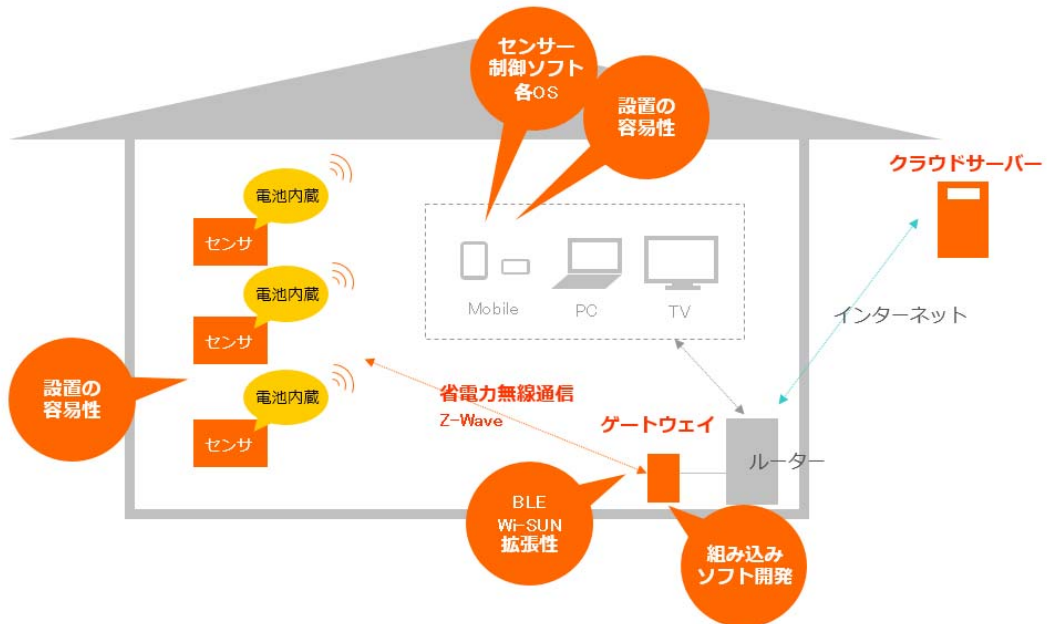 センサー
制御ソフト
各OS
設置の
容易性
クラウドサーバー
電池内蔵
センサ
電池内蔵
センサ
電池内蔵
センサ
設置の
容易性
Mobile
PC
TV
インターネット
省電力無線通信
Z-Wave
ゲートウェイ
ルーター
BLE
Wi-SUN
拡張性
組み込み
ソフト開発